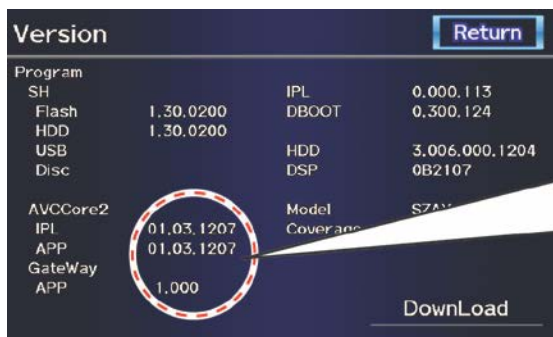 Version
Return
Program
SH IPL 0.000.113
Flash 1.30.0200 DBOOT 0.300.124
HDD 1.30.0200
USB HDD 3.006.000.1204
Disc DSP 0B2107
AVCCore2 Model
IPL 01.03.1207 Coverage
APP 01.03.1207
GateWay
APP 1.000
DownLoad